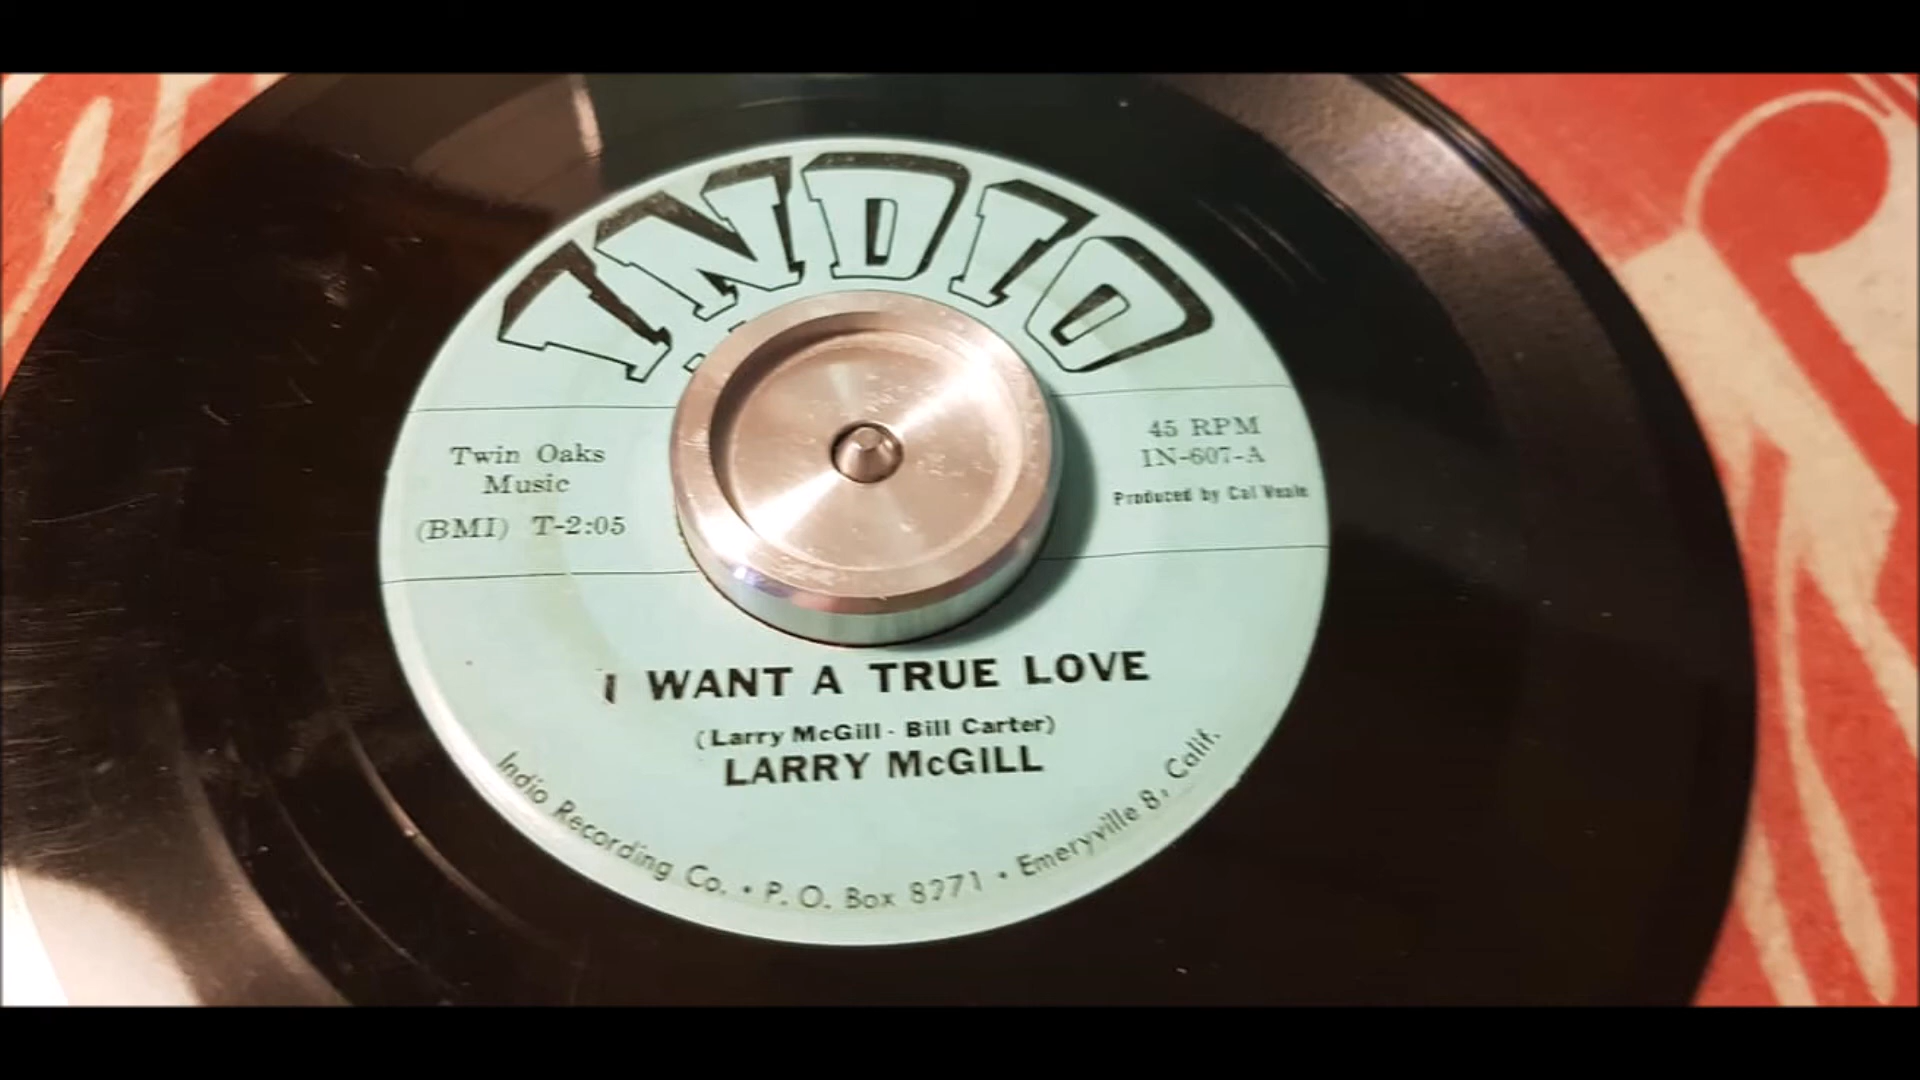 INDIO
Twin Oaks
Music
(BMI) T-2:05
45 RPM
IN-607-A
Produced by Cal Veale
I WANT A TRUE LOVE
(Larry McGill - Bill Carter)
LARRY McGILL
Indio Recording Co. • P. O. Box 8271 • Emeryville 8, Calif.